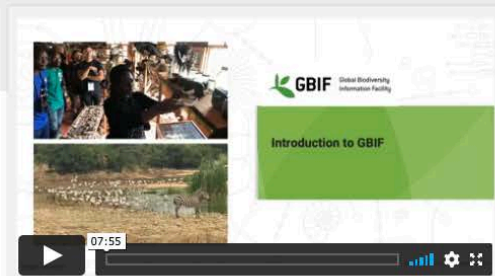 GBIF
Global Biodiversity
Information Facility
Introduction to GBIF
07:55